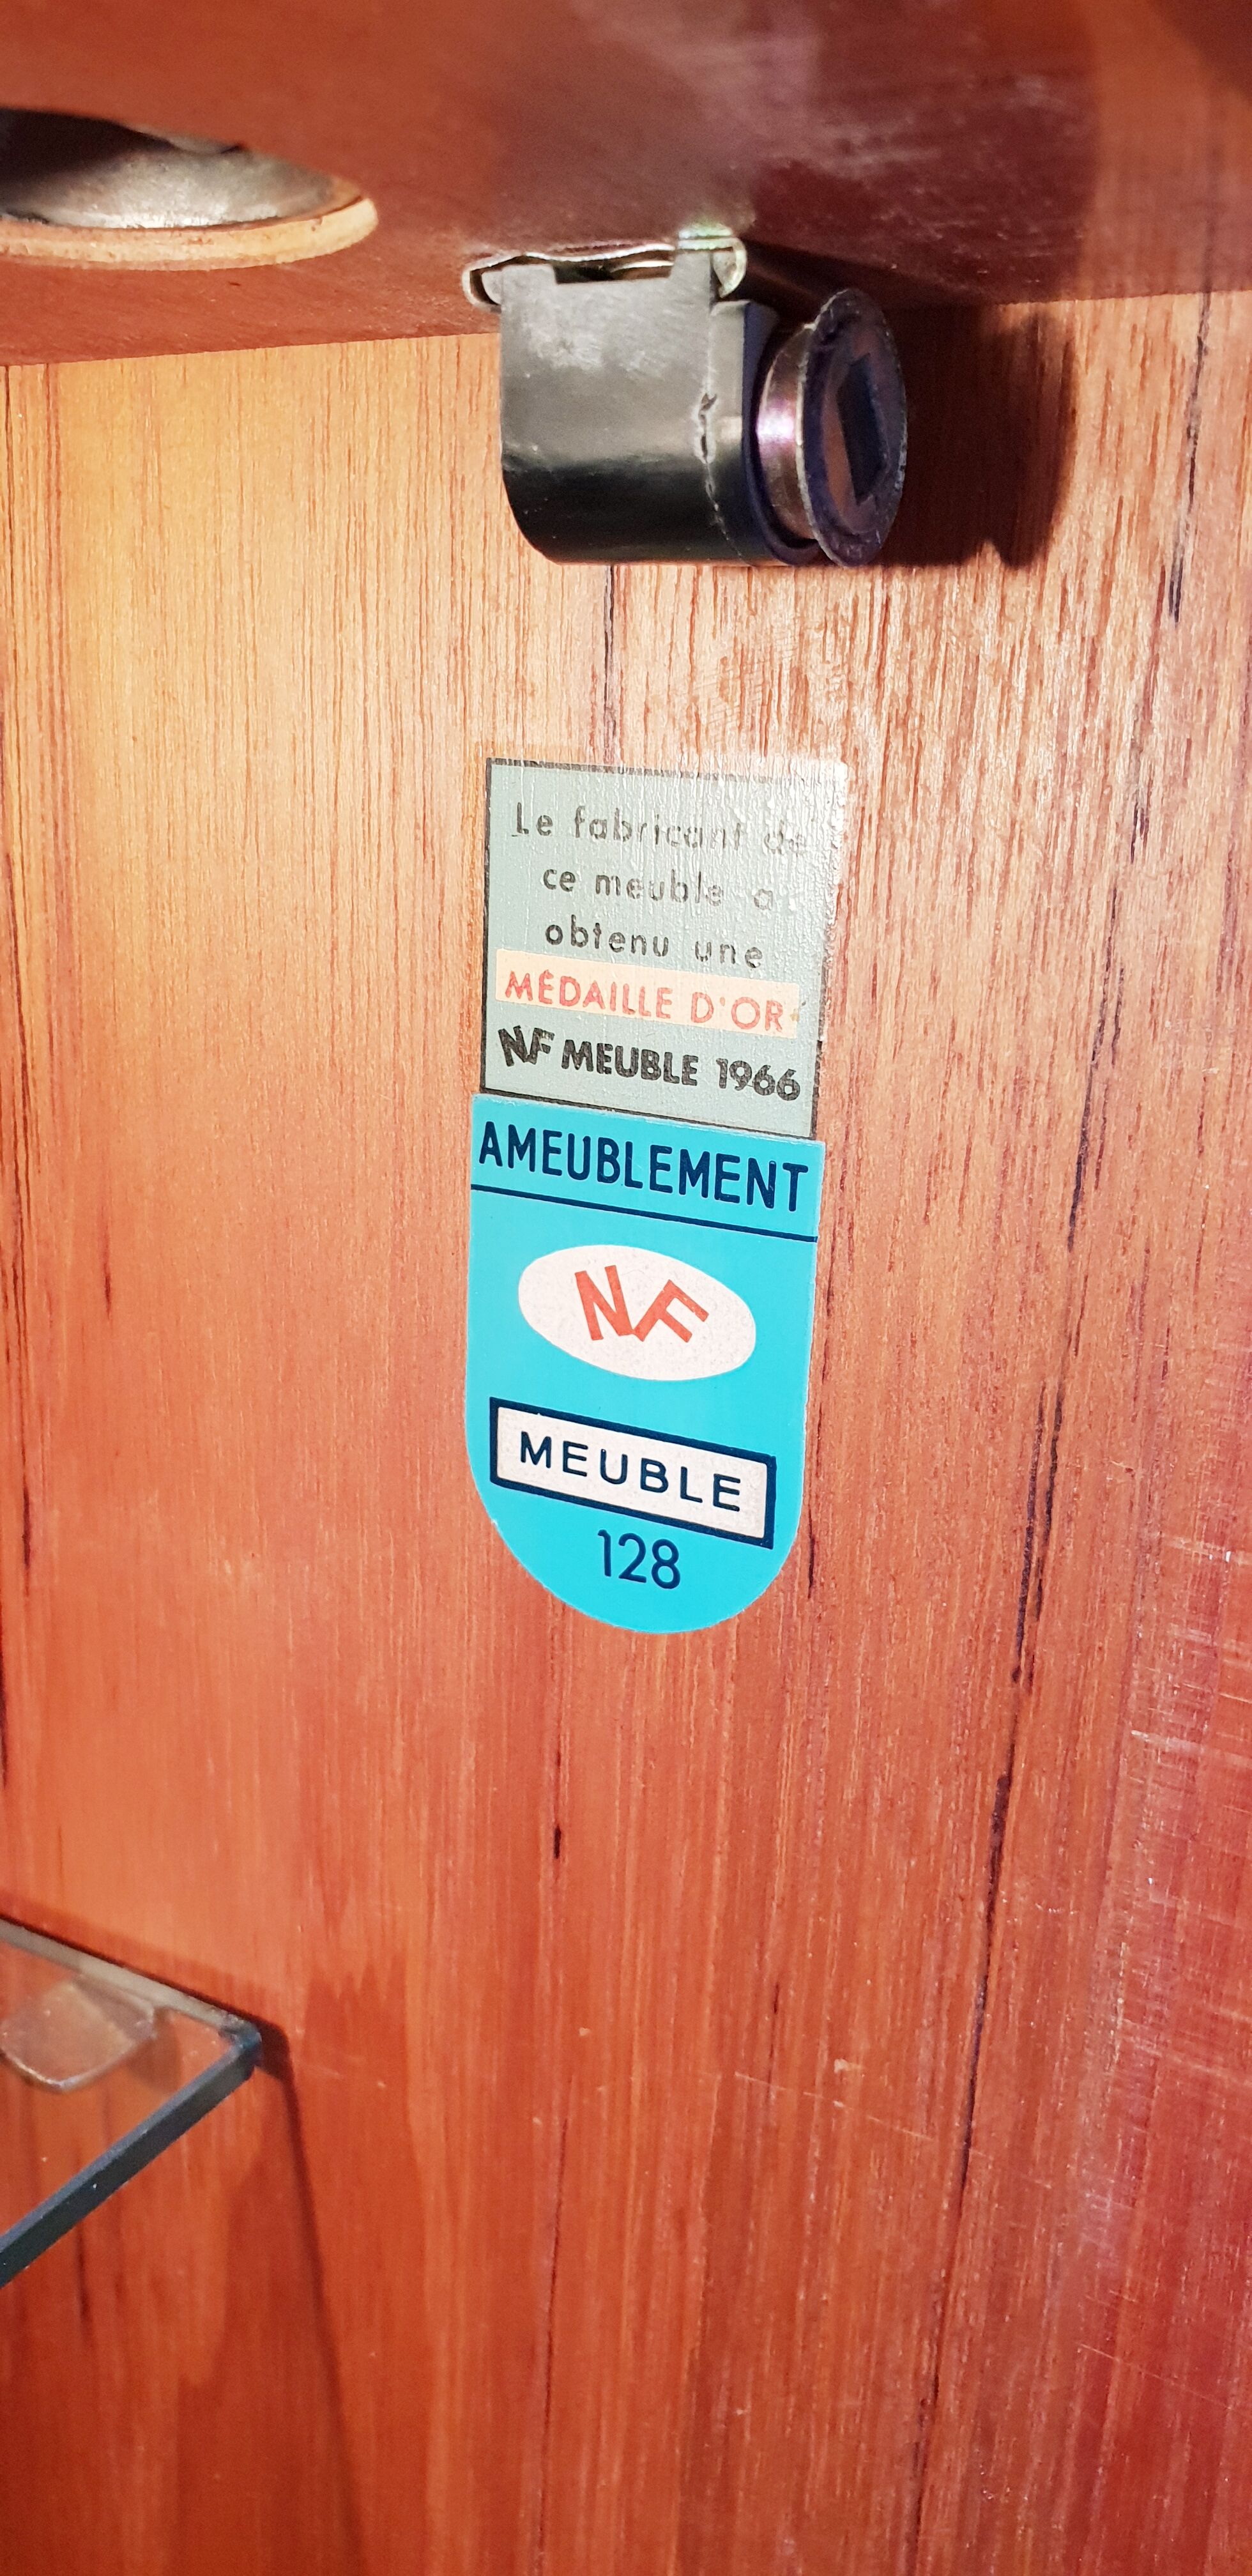 Le fabricant de
ce meuble a
obtenu une
MÉDAILLE D'OR
NF MEUBLE 1966
AMEUBLEMENT
NF
MEUBLE
128